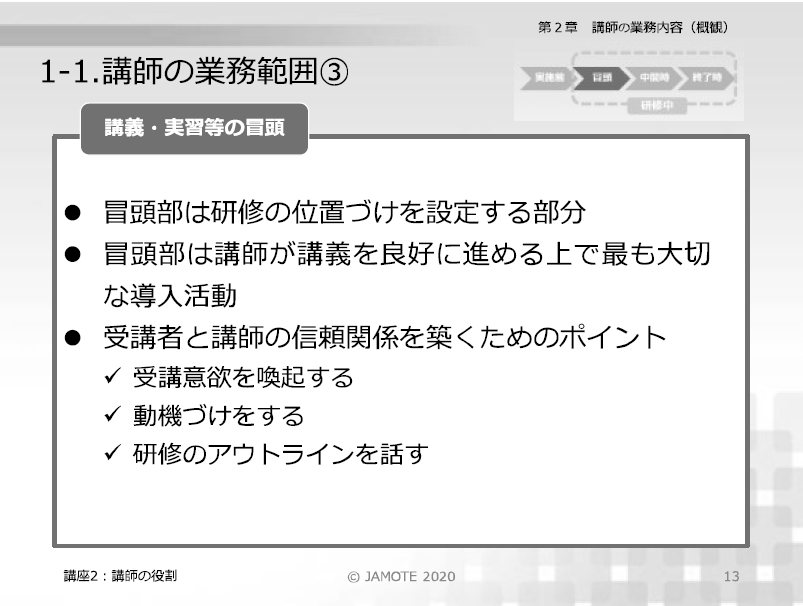 第２章　講師の業務内容（概観）
1-1.講師の業務範囲③
実施前
冒頭
中間時
終了時
研修中
講義・実習等の冒頭
● 冒頭部は研修の位置づけを設定する部分
● 冒頭部は講師が講義を良好に進める上で最も大切
な導入活動
● 受講者と講師の信頼関係を築くためのポイント
✓ 受講意欲を喚起する
✓ 動機づけをする
✓ 研修のアウトラインを話す
講座2：講師の役割
© JAMOTE 2020
13